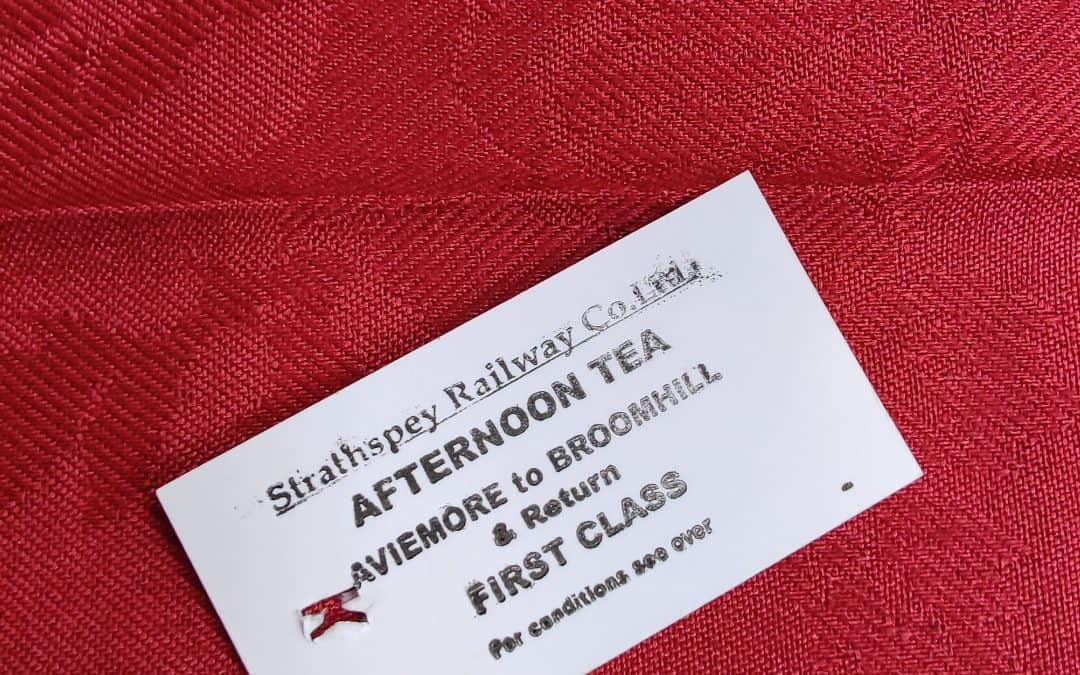 Strathspey Railway Co.Ltd.
AFTERNOON TEA
AVIEMORE to BROOMHILL
& Return
FIRST CLASS
For conditions see over